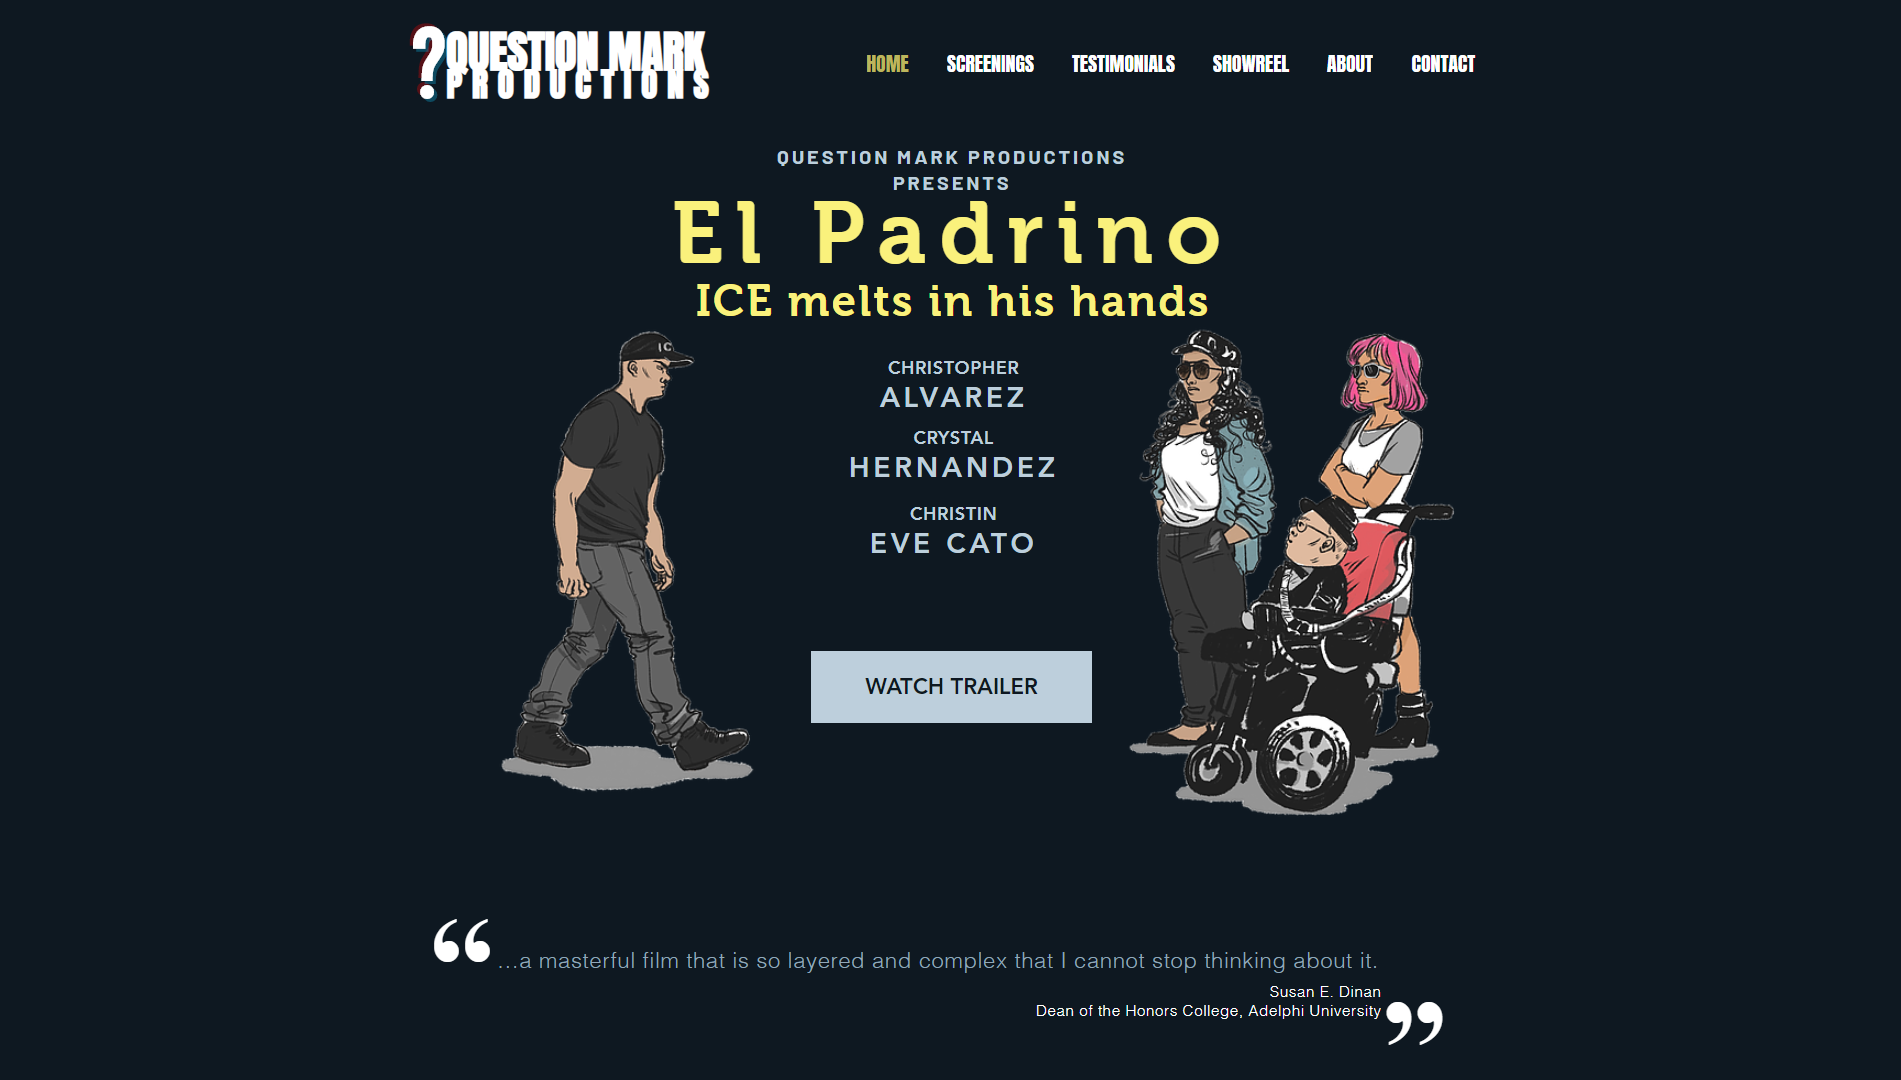 ?QUESTION MARK
PRODUCTIONS
HOME SCREENINGS TESTIMONIALS SHOWREEL ABOUT CONTACT
QUESTION MARK PRODUCTIONS
PRESENTS
El Padrino
ICE melts in his hands
IC
CHRISTOPHER
ALVAREZ
CRYSTAL
HERNANDEZ
CHRISTIN
EVE CATO
WATCH TRAILER
“ ...a masterful film that is so layered and complex that I cannot stop thinking about it.
Susan E. Dinan
Dean of the Honors College, Adelphi University ”